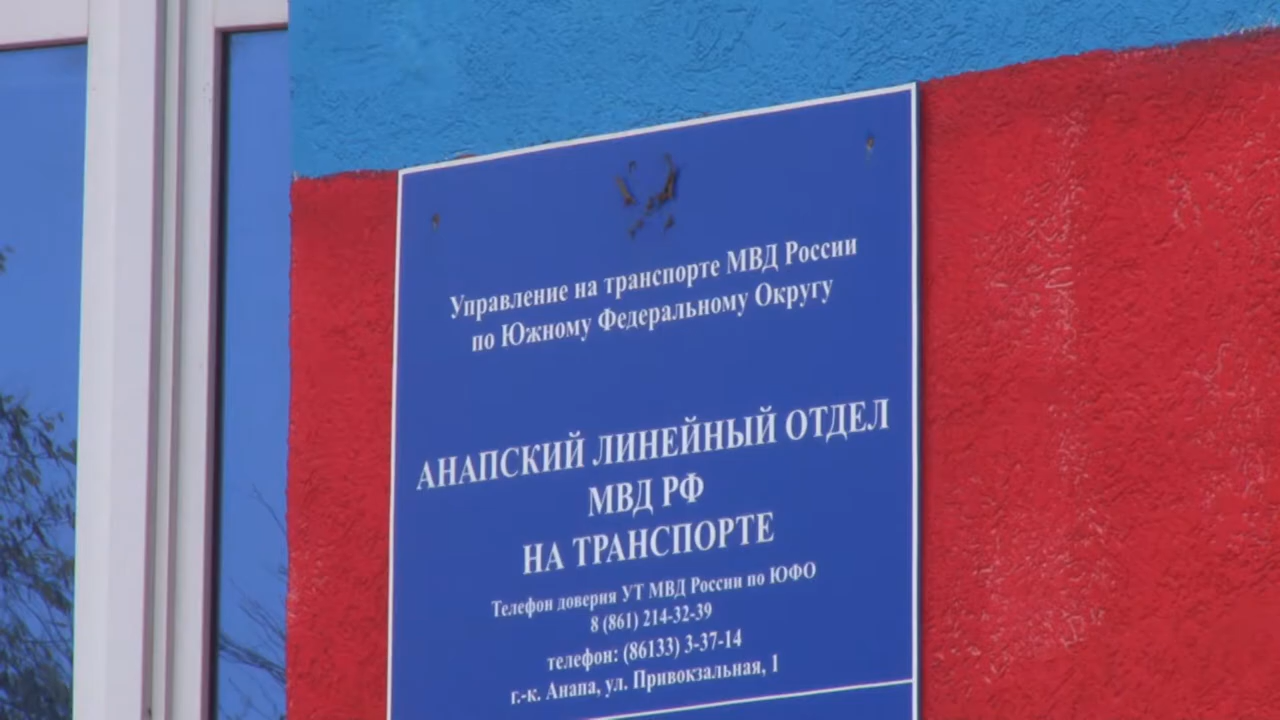 Управление на транспорте МВД России
по Южному Федеральному Округу
АНАПСКИЙ ЛИНЕЙНЫЙ ОТДЕЛ
МВД РФ
НА ТРАНСПОРТЕ
Телефон доверия УТ МВД России по ЮФО
8 (861) 214-32-39
телефон: (86133) 3-37-14
г.-к. Анапа, ул. Привокзальная, 1